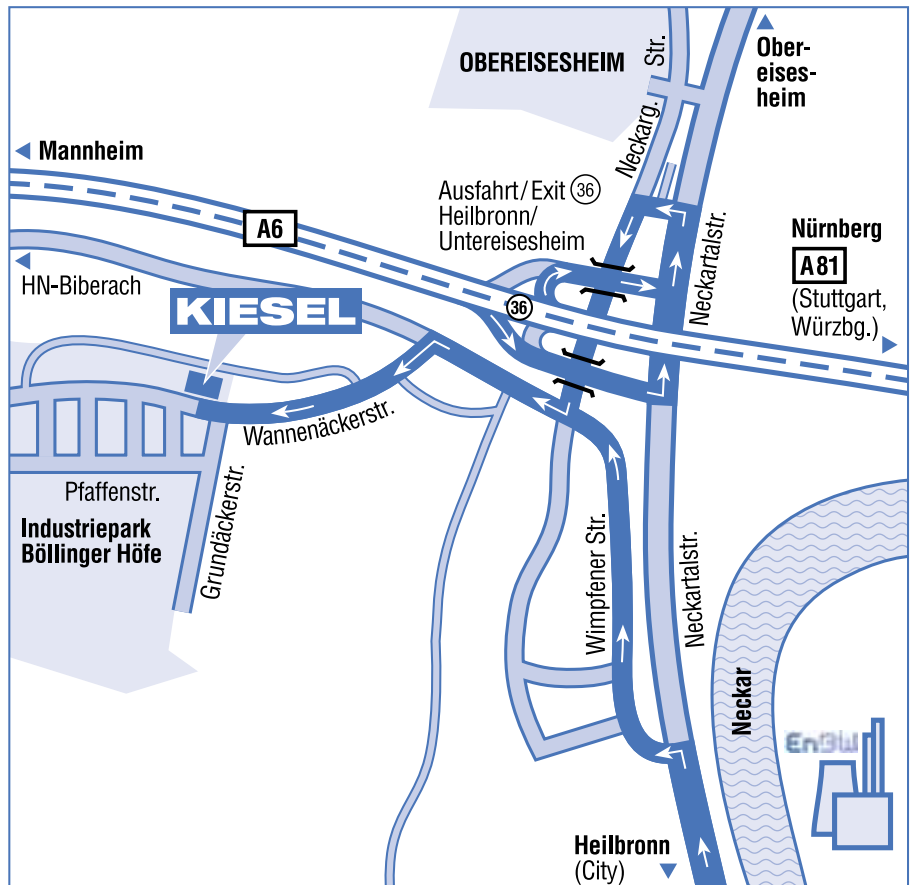 OBEREISESHEIM
Neckarg. Str.
Ober-
eises-
heim
Mannheim
A6
Ausfahrt/Exit 36
Heilbronn/
Untereisesheim
Neckartalstr.
Nürnberg
A81
(Stuttgart,
Würzbg.)
HN-Biberach
KIESEL
36
Wannenäckerstr.
Pfaffenstr.
Industriepark
Böllinger Höfe
Grundäckerstr.
Wimpfener Str.
Neckartalstr.
Neckar
EnBW
Heilbronn
(City)